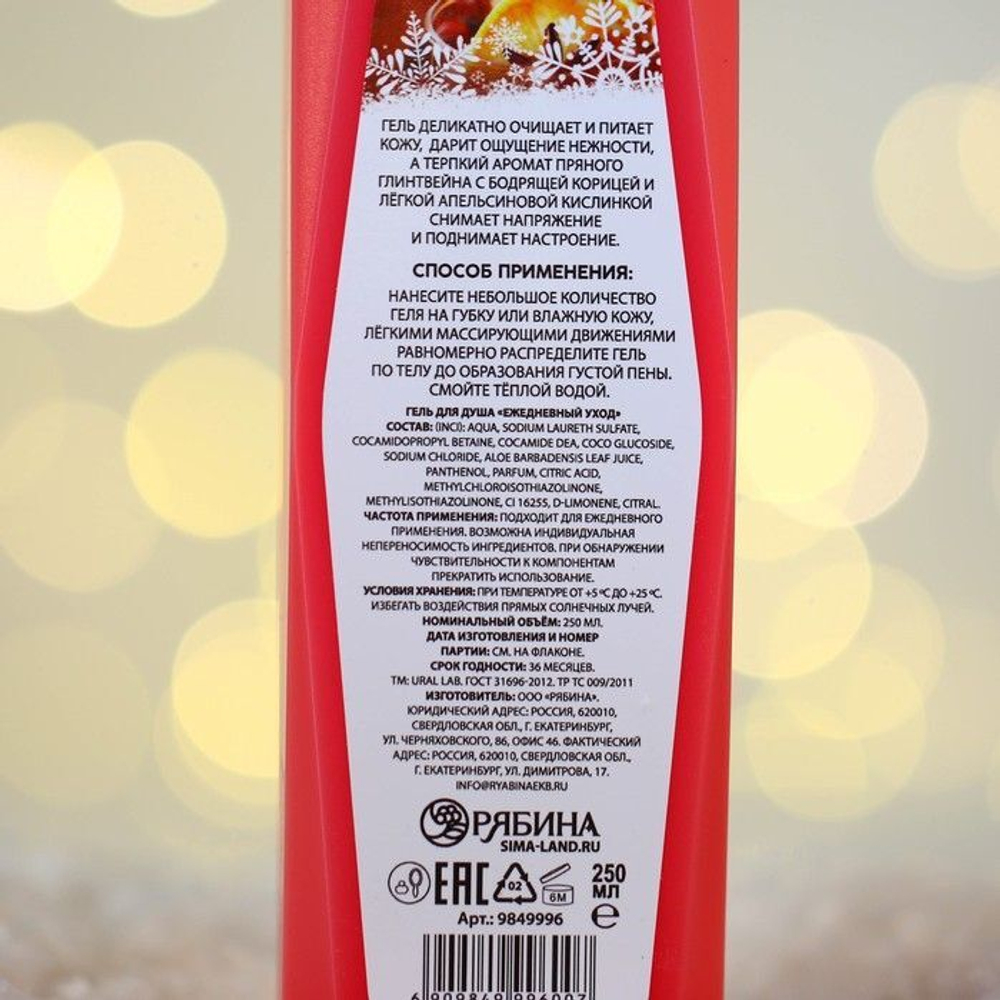 ГЕЛЬ ДЕЛИКАТНО ОЧИЩАЕТ И ПИТАЕТ
КОЖУ, ДАРИТ ОЩУЩЕНИЕ НЕЖНОСТИ,
А ТЕРПКИЙ АРОМАТ ПРЯНОГО
ГЛИНТВЕЙНА С БОДРЯЩЕЙ КОРИЦЕЙ И
ЛЁГКОЙ АПЕЛЬСИНОВОЙ КИСЛИНКОЙ
СНИМАЕТ НАПРЯЖЕНИЕ
И ПОДНИМАЕТ НАСТРОЕНИЕ.
СПОСОБ ПРИМЕНЕНИЯ:
НАНЕСИТЕ НЕБОЛЬШОЕ КОЛИЧЕСТВО
ГЕЛЯ НА ГУБКУ ИЛИ ВЛАЖНУЮ КОЖУ,
ЛЁГКИМИ МАССИРУЮЩИМИ ДВИЖЕНИЯМИ
РАВНОМЕРНО РАСПРЕДЕЛИТЕ ГЕЛЬ
ПО ТЕЛУ ДО ОБРАЗОВАНИЯ ГУСТОЙ ПЕНЫ.
СМОЙТЕ ТЁПЛОЙ ВОДОЙ.
ГЕЛЬ ДЛЯ ДУША «ЕЖЕДНЕВНЫЙ УХОД»
СОСТАВ: (INCI): AQUA, SODIUM LAURETH SULFATE,
COCAMIDOPROPYL BETAINE, COCAMIDE DEA, COCO GLUCOSIDE,
SODIUM CHLORIDE, ALOE BARBADENSIS LEAF JUICE,
PANTHENOL, PARFUM, CITRIC ACID,
METHYLCHLOROISOTHIAZOLINONE,
METHYLISOTHIAZOLINONE, CI 16255, D-LIMONENE, CITRAL.
ЧАСТОТА ПРИМЕНЕНИЯ: ПОДХОДИТ ДЛЯ ЕЖЕДНЕВНОГО
ПРИМЕНЕНИЯ. ВОЗМОЖНА ИНДИВИДУАЛЬНАЯ
НЕПЕРЕНОСИМОСТЬ ИНГРЕДИЕНТОВ. ПРИ ОБНАРУЖЕНИИ
ЧУВСТВИТЕЛЬНОСТИ К КОМПОНЕНТАМ
ПРЕКРАТИТЬ ИСПОЛЬЗОВАНИЕ.
УСЛОВИЯ ХРАНЕНИЯ: ПРИ ТЕМПЕРАТУРЕ ОТ +5 ºС ДО +25 ºС.
ИЗБЕГАТЬ ВОЗДЕЙСТВИЯ ПРЯМЫХ СОЛНЕЧНЫХ ЛУЧЕЙ.
НОМИНАЛЬНЫЙ ОБЪЁМ: 250 МЛ.
ДАТА ИЗГОТОВЛЕНИЯ И НОМЕР
ПАРТИИ: СМ. НА ФЛАКОНЕ.
СРОК ГОДНОСТИ: 36 МЕСЯЦЕВ.
TM: URAL LAB. ГОСТ 31696-2012. ТР ТС 009/2011
ИЗГОТОВИТЕЛЬ: ООО «РЯБИНА».
ЮРИДИЧЕСКИЙ АДРЕС: РОССИЯ, 620010,
СВЕРДЛОВСКАЯ ОБЛ., Г. ЕКАТЕРИНБУРГ,
УЛ. ЧЕРНЯХОВСКОГО, 86, ОФИС 46. ФАКТИЧЕСКИЙ
АДРЕС: РОССИЯ, 620010, СВЕРДЛОВСКАЯ ОБЛ.,
Г. ЕКАТЕРИНБУРГ, УЛ. ДИМИТРОВА, 17.
INFO@RYABINAEKB.RU
РЯБИНА
SIMA-LAND.RU
EAC 02 6M 250 МЛ e
Арт.: 9849996
6 909849 996007